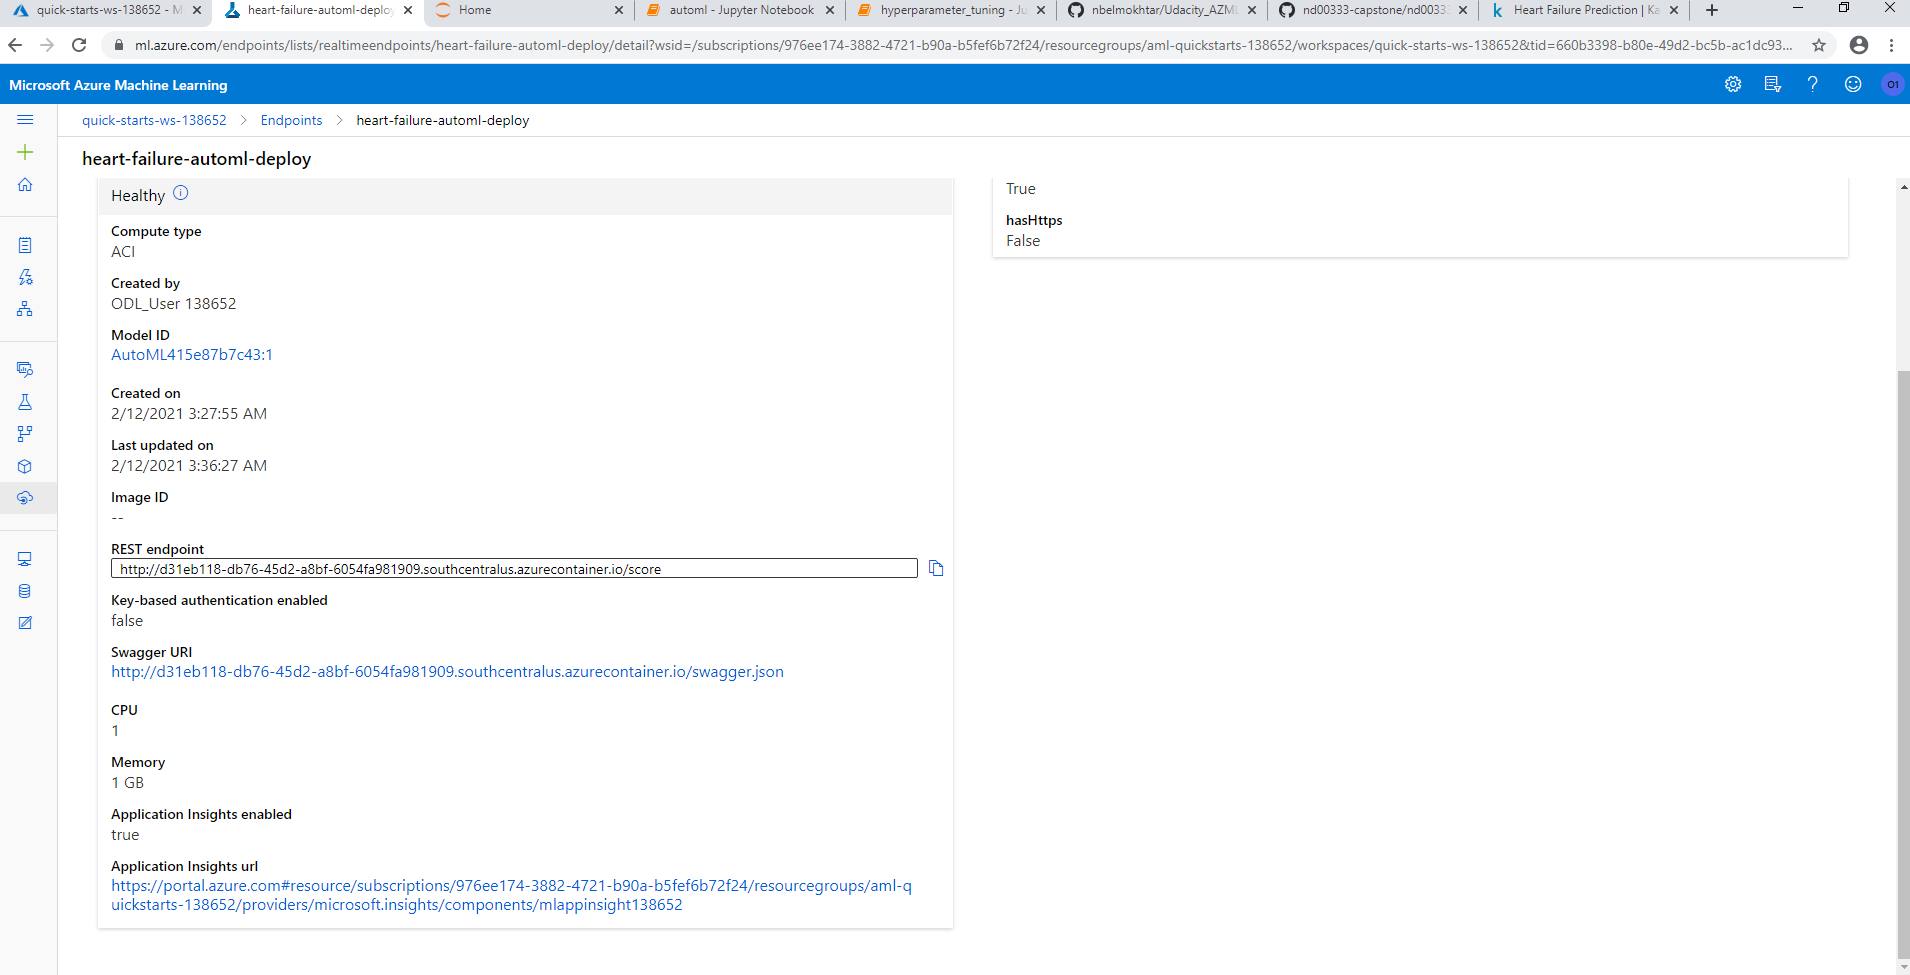 quick-starts-ws-138652 - M
heart-failure-automl-deploy
Home
automl - Jupyter Notebook
hyperparameter_tuning - Ju
nbelmokhtar/Udacity_AZML
nd00333-capstone/nd00333
Heart Failure Prediction | Ka
ml.azure.com/endpoints/lists/realtimeendpoints/heart-failure-automl-deploy/detail?wsid=/subscriptions/976ee174-3882-4721-b90a-b5fef6b72f24/resourcegroups/aml-quickstarts-138652/workspaces/quick-starts-ws-138652&tid=660b3398-b80e-49d2-bc5b-ac1dc93...
Microsoft Azure Machine Learning
O1
quick-starts-ws-138652 > Endpoints > heart-failure-automl-deploy
heart-failure-automl-deploy
Healthy
Compute type
ACI
Created by
ODL_User 138652
Model ID
AutoML415e87b7c43:1
Created on
2/12/2021 3:27:55 AM
Last updated on
2/12/2021 3:36:27 AM
Image ID
--
REST endpoint
http://d31eb118-db76-45d2-a8bf-6054fa981909.southcentralus.azurecontainer.io/score
Key-based authentication enabled
false
Swagger URI
http://d31eb118-db76-45d2-a8bf-6054fa981909.southcentralus.azurecontainer.io/swagger.json
CPU
1
Memory
1 GB
Application Insights enabled
true
Application Insights url
https://portal.azure.com#resource/subscriptions/976ee174-3882-4721-b90a-b5fef6b72f24/resourcegroups/aml-q
uickstarts-138652/providers/microsoft.insights/components/mlappinsight138652
True
hasHttps
False